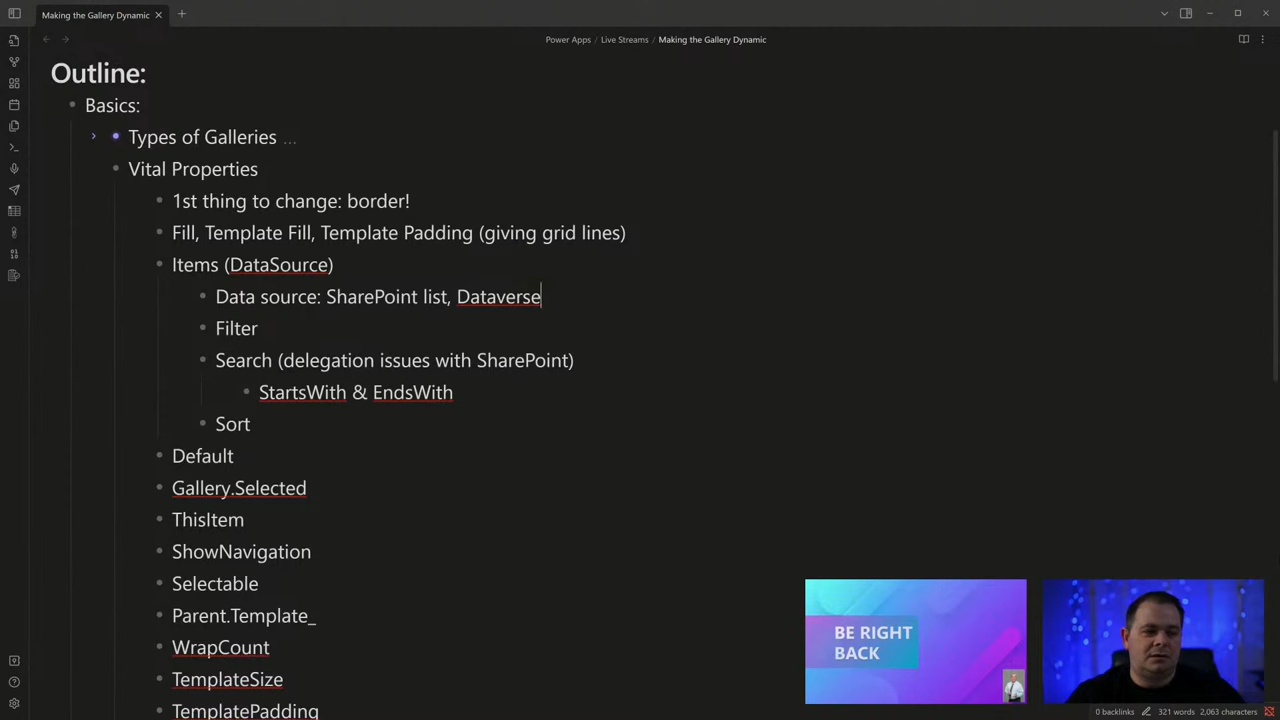 Making the Gallery Dynamic
Power Apps / Live Streams / Making the Gallery Dynamic
Outline:
Basics:
Types of Galleries ...
Vital Properties
1st thing to change: border!
Fill, Template Fill, Template Padding (giving grid lines)
Items (DataSource)
Data source: SharePoint list, Dataverse
Filter
Search (delegation issues with SharePoint)
StartsWith & EndsWith
Sort
Default
Gallery.Selected
ThisItem
ShowNavigation
Selectable
Parent.Template_
WrapCount
TemplateSize
TemplatePadding
BE RIGHT
BACK
0 backlinks 321 words 2,063 characters